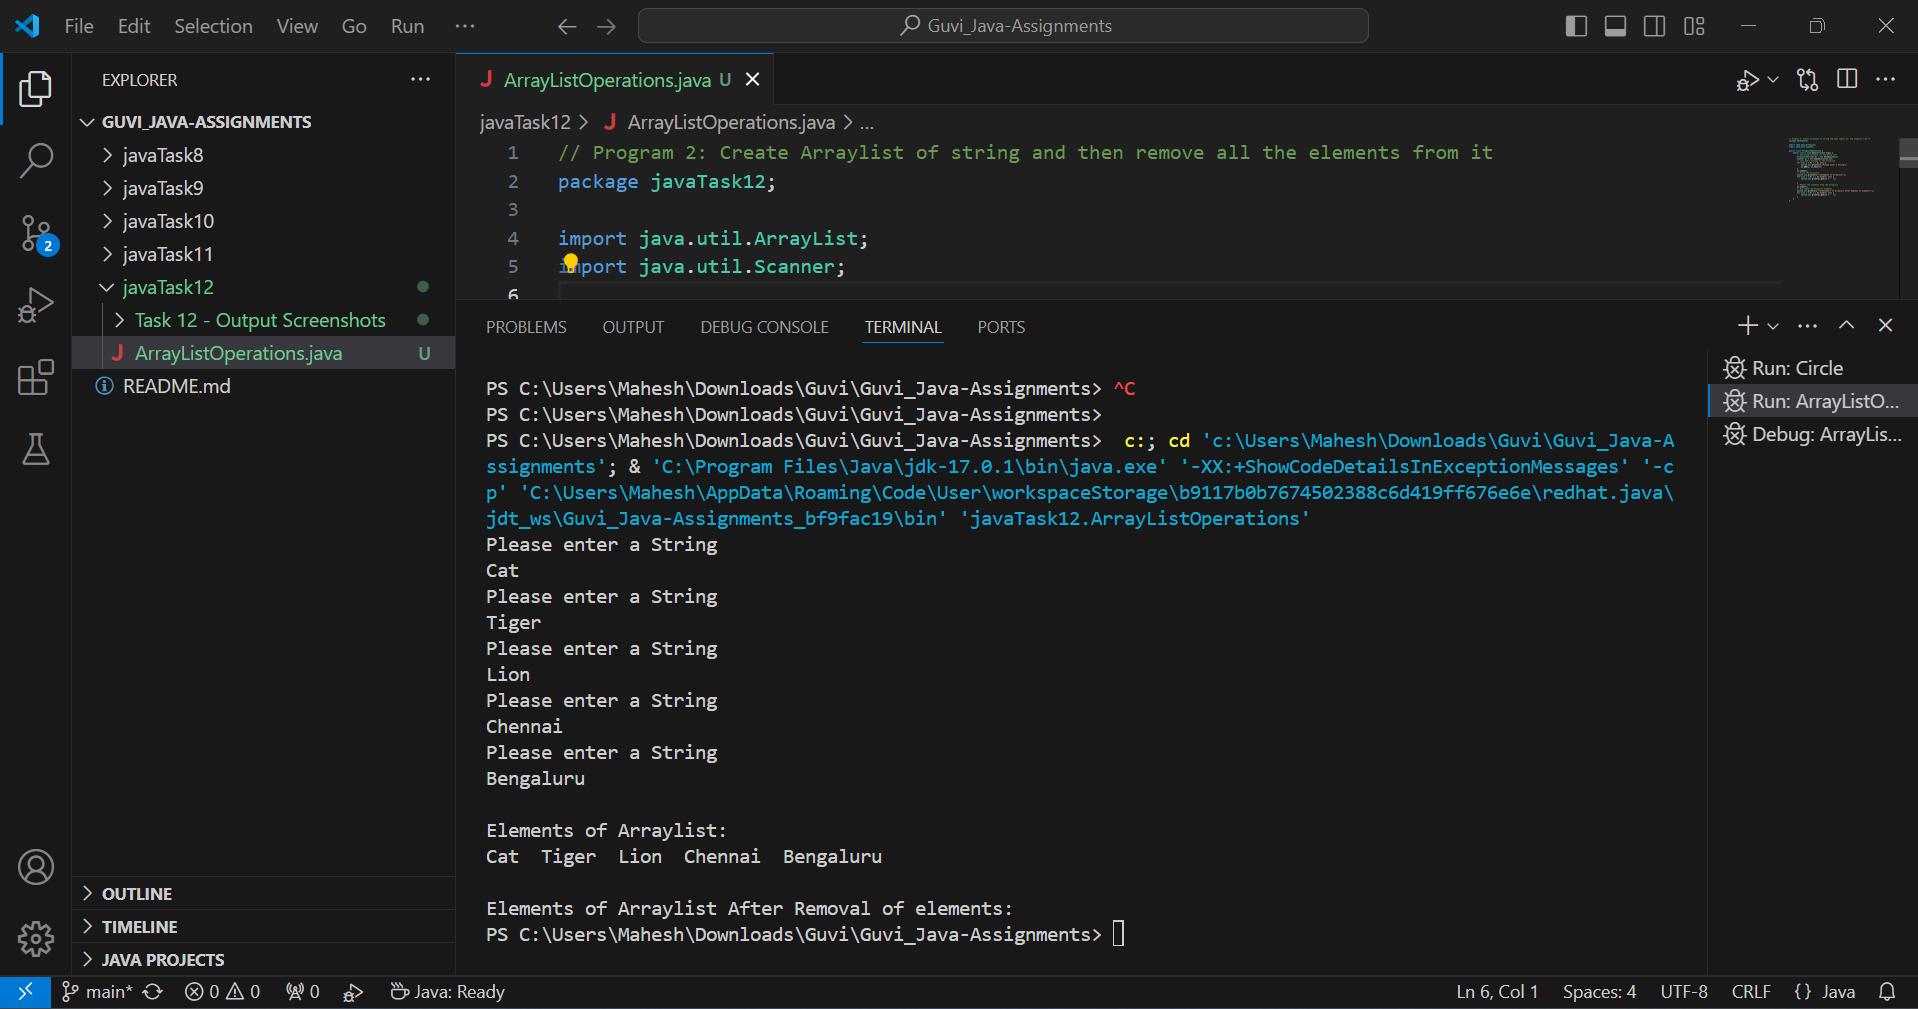 File Edit Selection View Go Run ···
Guvi_Java-Assignments
EXPLORER ···
GUVI_JAVA-ASSIGNMENTS
javaTask8
javaTask9
javaTask10
javaTask11
javaTask12
Task 12 - Output Screenshots
J ArrayListOperations.java U
README.md
2
OUTLINE
TIMELINE
JAVA PROJECTS
J ArrayListOperations.java U
javaTask12 > J ArrayListOperations.java > ...
1 // Program 2: Create Arraylist of string and then remove all the elements from it
2 package javaTask12;
3
4 import java.util.ArrayList;
5 import java.util.Scanner;
6
PROBLEMS OUTPUT DEBUG CONSOLE TERMINAL PORTS
PS C:\Users\Mahesh\Downloads\Guvi\Guvi_Java-Assignments> ^C
PS C:\Users\Mahesh\Downloads\Guvi\Guvi_Java-Assignments>
PS C:\Users\Mahesh\Downloads\Guvi\Guvi_Java-Assignments>  c:; cd 'c:\Users\Mahesh\Downloads\Guvi\Guvi_Java-A
ssignments'; & 'C:\Program Files\Java\jdk-17.0.1\bin\java.exe' '-XX:+ShowCodeDetailsInExceptionMessages' '-c
p' 'C:\Users\Mahesh\AppData\Roaming\Code\User\workspaceStorage\b9117b0b7674502388c6d419ff676e6e\redhat.java\
jdt_ws\Guvi_Java-Assignments_bf9fac19\bin' 'javaTask12.ArrayListOperations'
Please enter a String
Cat
Please enter a String
Tiger
Please enter a String
Lion
Please enter a String
Chennai
Please enter a String
Bengaluru
Elements of Arraylist:
Cat  Tiger  Lion  Chennai  Bengaluru
Elements of Arraylist After Removal of elements:
PS C:\Users\Mahesh\Downloads\Guvi\Guvi_Java-Assignments>
Run: Circle
Run: ArrayListO...
Debug: ArrayLis...
main* 0 0 0 Java: Ready
Ln 6, Col 1 Spaces: 4 UTF-8 CRLF {} Java